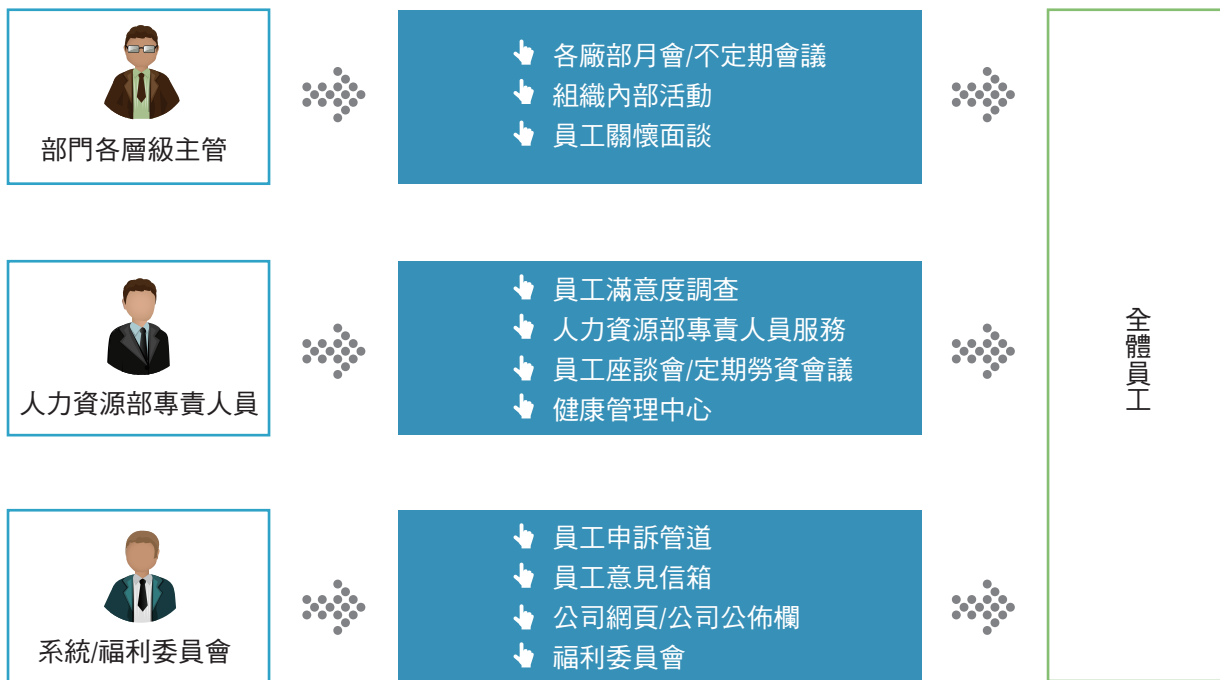 部門各層級主管
各廠部月會/不定期會議
組織內部活動
員工關懷面談
人力資源部專責人員
員工滿意度調查
人力資源部專責人員服務
員工座談會/定期勞資會議
健康管理中心
系統/福利委員會
員工申訴管道
員工意見信箱
公司網頁/公司公佈欄
福利委員會
全體員工